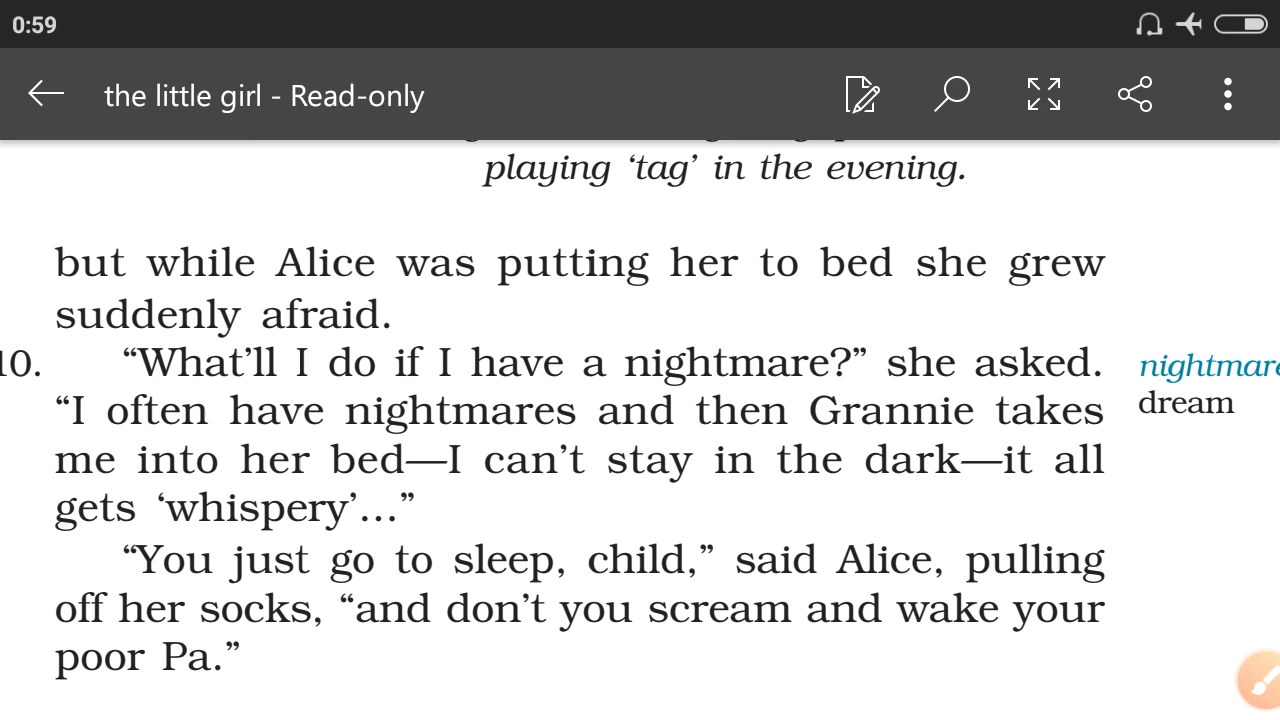 0:59
the little girl - Read-only
playing ‘tag’ in the evening.
but while Alice was putting her to bed she grew
suddenly afraid.
10. “What’ll I do if I have a nightmare?” she asked.
“I often have nightmares and then Grannie takes
me into her bed—I can’t stay in the dark—it all
gets ‘whispery’...”
“You just go to sleep, child,” said Alice, pulling
off her socks, “and don’t you scream and wake your
poor Pa.”
nightmare
dream